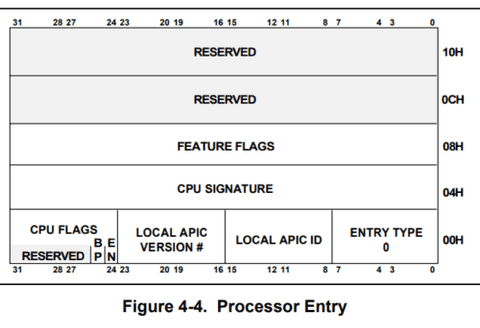 31 28 27 24 23 20 19 16 15 12 11 8 7 4 3 0
RESERVED 10H
RESERVED 0CH
FEATURE FLAGS 08H
CPU SIGNATURE 04H
CPU FLAGS
RESERVED
BP
EN
LOCAL APIC
VERSION #
LOCAL APIC ID
ENTRY TYPE
0
00H
31 28 27 24 23 20 19 16 15 12 11 8 7 4 3 0
Figure 4-4. Processor Entry